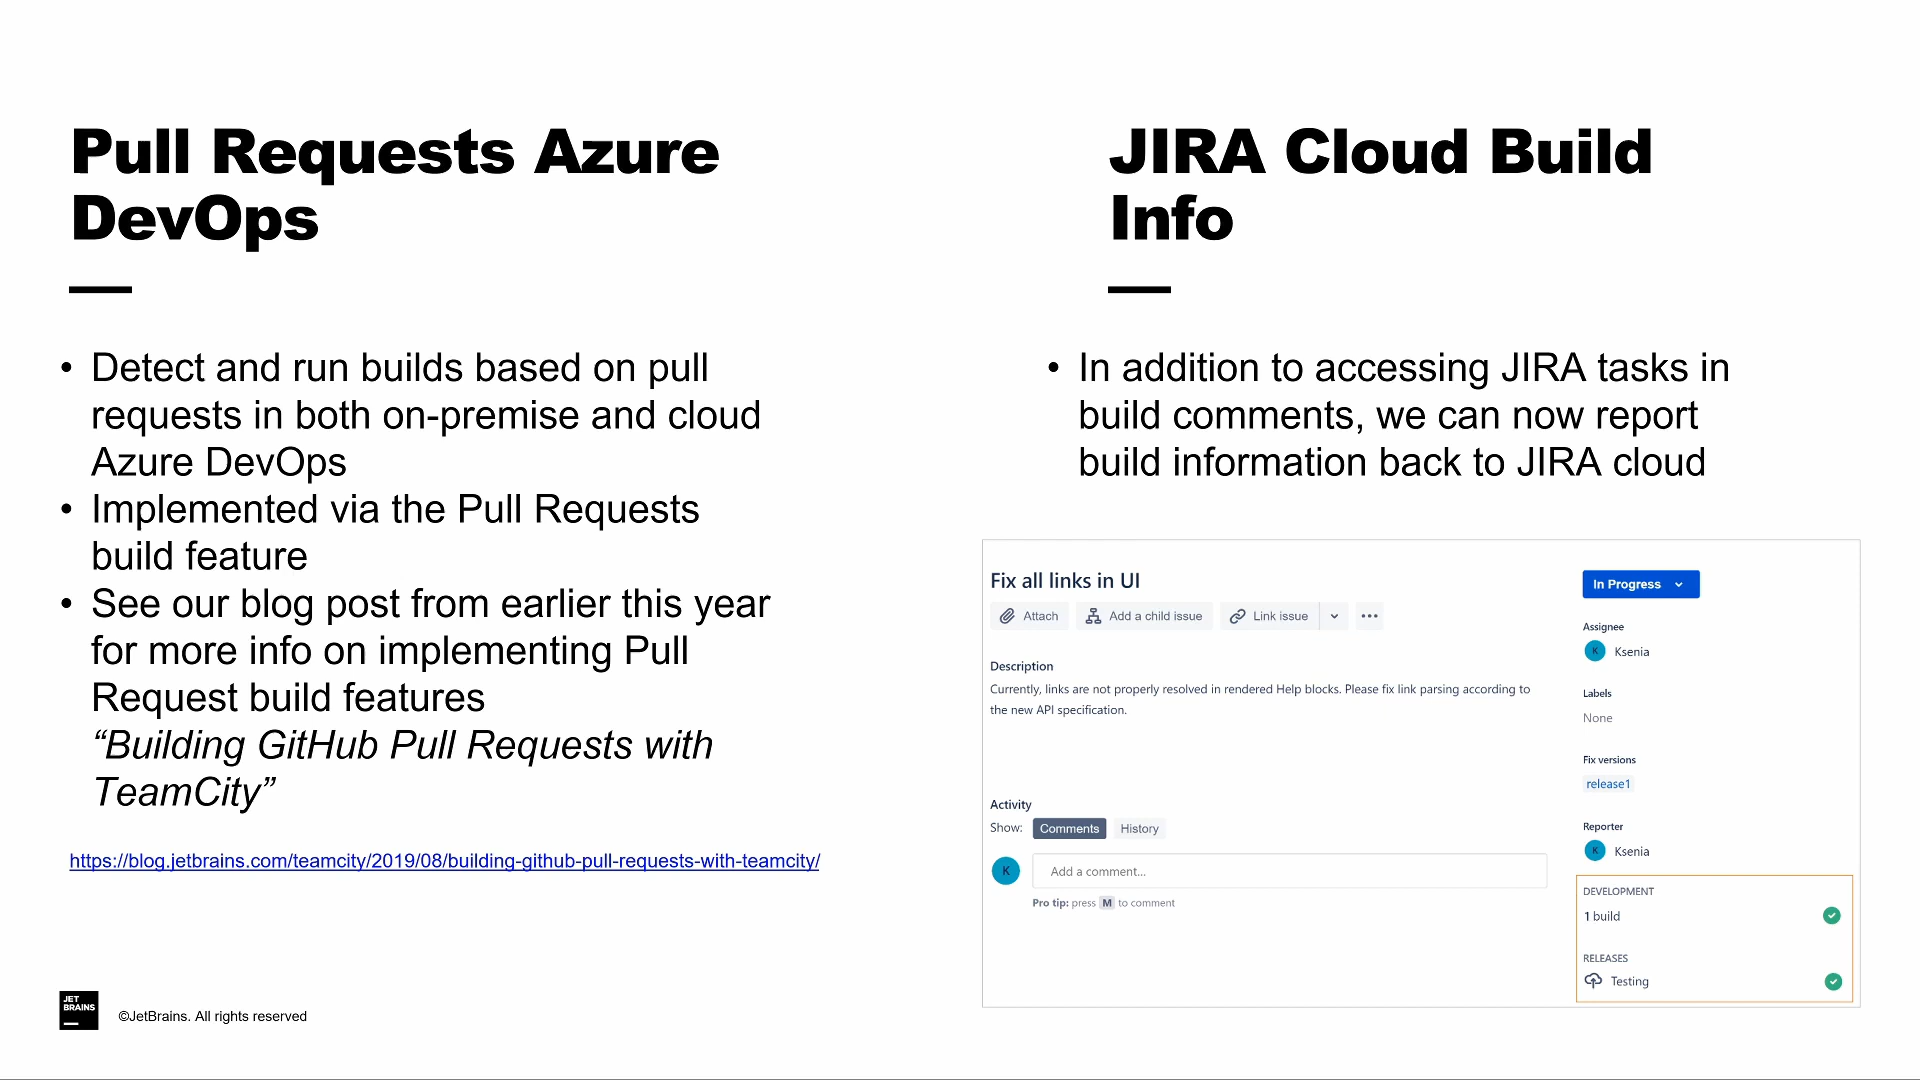 Pull Requests Azure
DevOps
• Detect and run builds based on pull
requests in both on-premise and cloud
Azure DevOps
• Implemented via the Pull Requests
build feature
• See our blog post from earlier this year
for more info on implementing Pull
Request build features
“Building GitHub Pull Requests with
TeamCity”
https://blog.jetbrains.com/teamcity/2019/08/building-github-pull-requests-with-teamcity/
JIRA Cloud Build
Info
• In addition to accessing JIRA tasks in
build comments, we can now report
build information back to JIRA cloud
Fix all links in UI
Attach Add a child issue Link issue
Description
Currently, links are not properly resolved in rendered Help blocks. Please fix link parsing according to
the new API specification.
Activity
Show: Comments History
K Add a comment...
Pro tip: press M to comment
In Progress
Assignee
K Ksenia
Labels
None
Fix versions
release1
Reporter
K Ksenia
DEVELOPMENT
1 build
RELEASES
Testing
JET
BRAINS
©JetBrains. All rights reserved